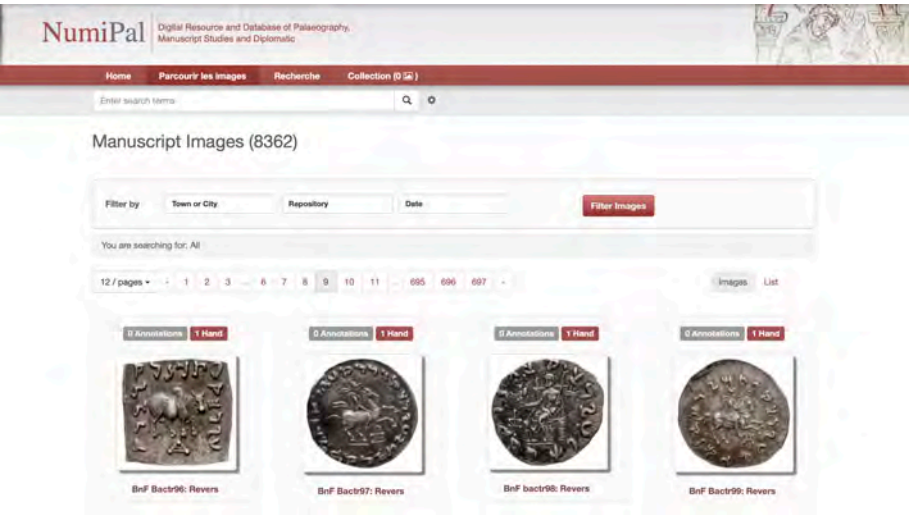 NumiPal
Digital Resource and Database of Palaeography,
Manuscript Studies and Diplomatic
Home Parcourir les images Recherche Collection (0 )
Enter search terms
Manuscript Images (8362)
Filter by Town or City Repository Date Filter Images
You are searching for: All
12 / pages 1 2 3 ... 6 7 8 9 10 11 ... 695 696 697 Images List
0 Annotations 1 Hand 0 Annotations 1 Hand 0 Annotations 1 Hand 0 Annotations 1 Hand
BnF Bactr96: Revers BnF Bactr97: Revers BnF bactr98: Revers BnF Bactr99: Revers